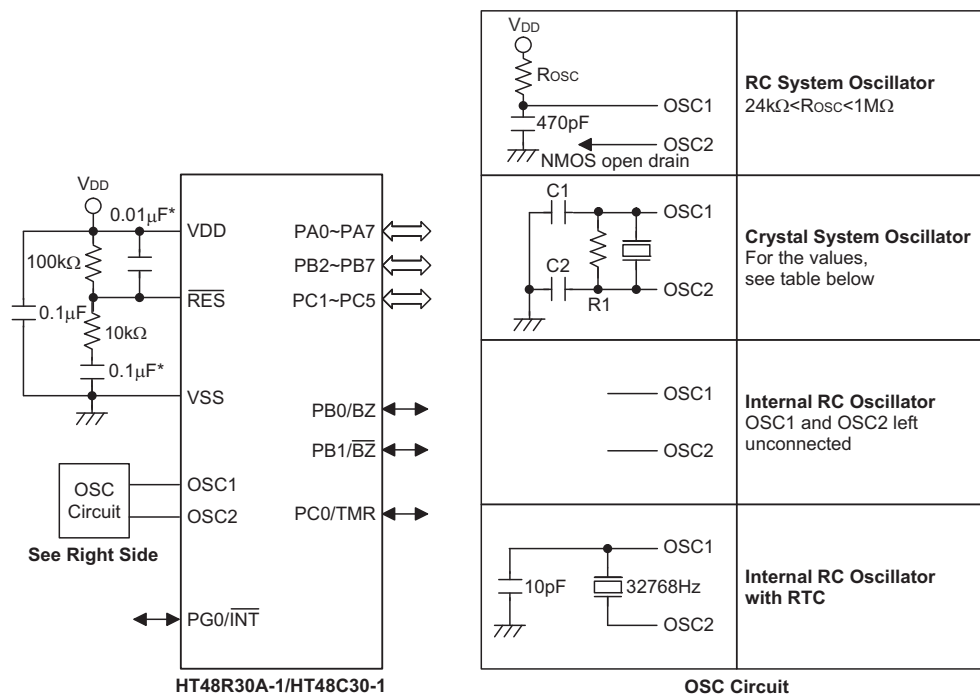 VDD
0.01μF*
100kΩ
0.1μF
10kΩ
0.1μF*
VDD
RES
VSS
OSC1
OSC2
PG0/INT
PA0~PA7
PB2~PB7
PC1~PC5
PB0/BZ
PB1/BZ
PC0/TMR
OSC
Circuit
See Right Side
HT48R30A-1/HT48C30-1
VDD
ROSC
470pF
OSC1
OSC2
NMOS open drain
RC System Oscillator
24kΩ<ROSC<1MΩ
C1
C2
R1
OSC1
OSC2
Crystal System Oscillator
For the values,
see table below
OSC1
OSC2
Internal RC Oscillator
OSC1 and OSC2 left
unconnected
10pF
32768Hz
OSC1
OSC2
Internal RC Oscillator
with RTC
OSC Circuit